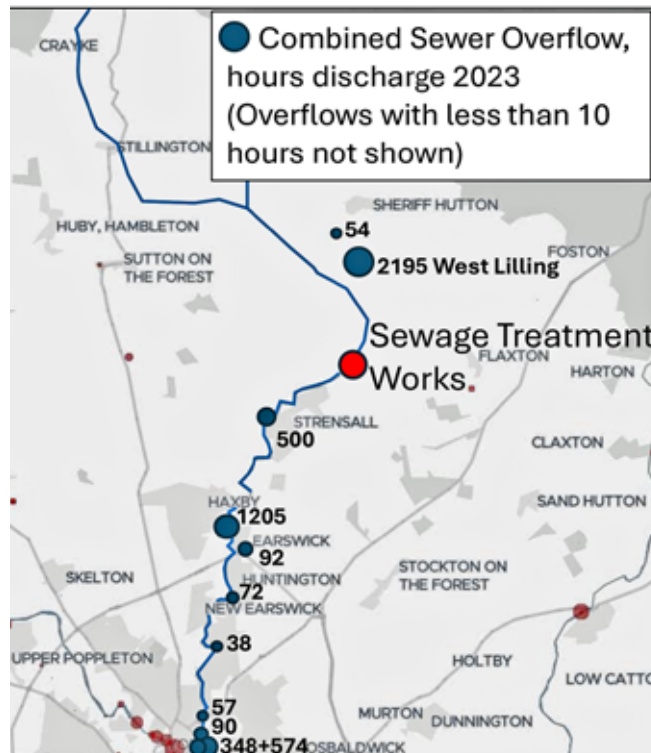 CRAYKE
Combined Sewer Overflow,
hours discharge 2023
(Overflows with less than 10
hours not shown)
STILLINGTON
SHERIFF HUTTON
54
HUBY, HAMBLETON
FOSTON
SUTTON ON
THE FOREST
2195 West Lilling
Sewage Treatment
Works
FLAXTON
HARTON
STRENSALL
500
CLAXTON
HAXBY
1205
SAND HUTTON
EARSWICK
92
STOCKTON ON
THE FOREST
SKELTON
HUNTINGTON
72
NEW EARSWICK
38
UPPER POPPLETON
HOLTBY
LOW CATTO
57
MURTON
DUNNINGTON
90
348+574
OSBALDWICK